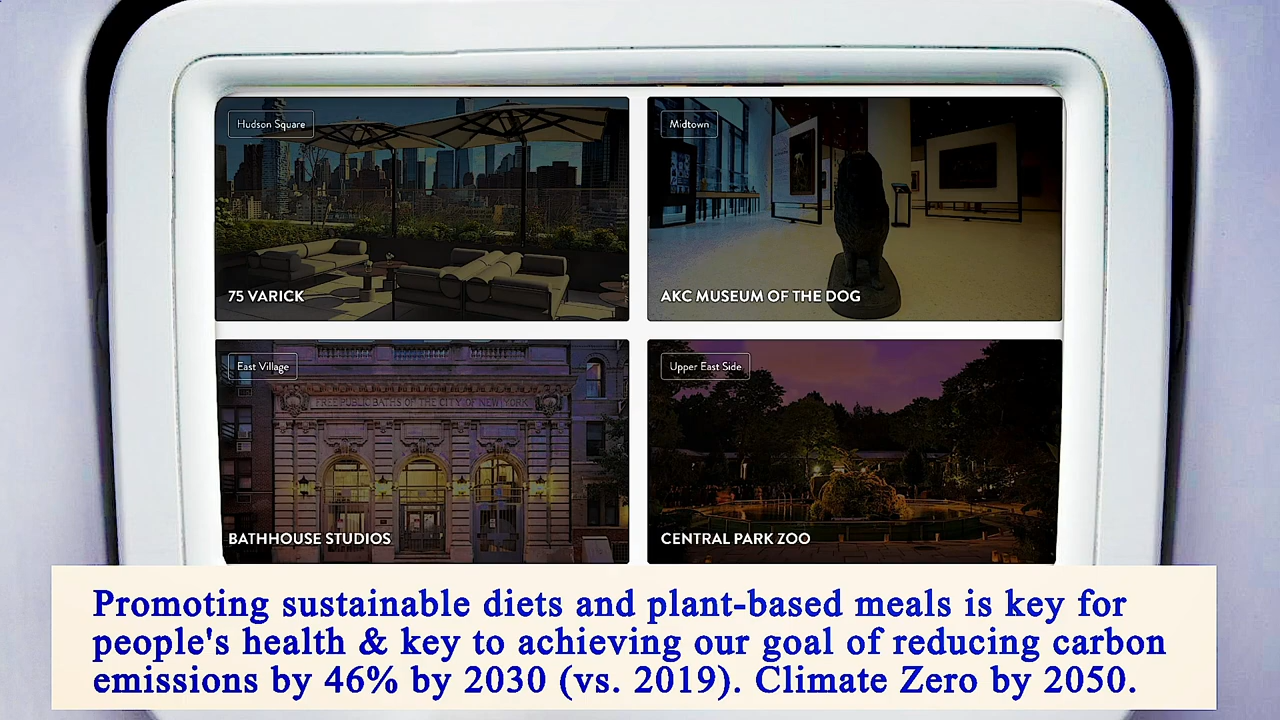 Hudson Square
75 VARICK
Midtown
AKC MUSEUM OF THE DOG
East Village
FREE PUBLIC BATHS OF THE CITY OF NEW YORK
BATHHOUSE STUDIOS
Upper East Side
CENTRAL PARK ZOO
Promoting sustainable diets and plant-based meals is key for
people's health & key to achieving our goal of reducing carbon
emissions by 46% by 2030 (vs. 2019). Climate Zero by 2050.